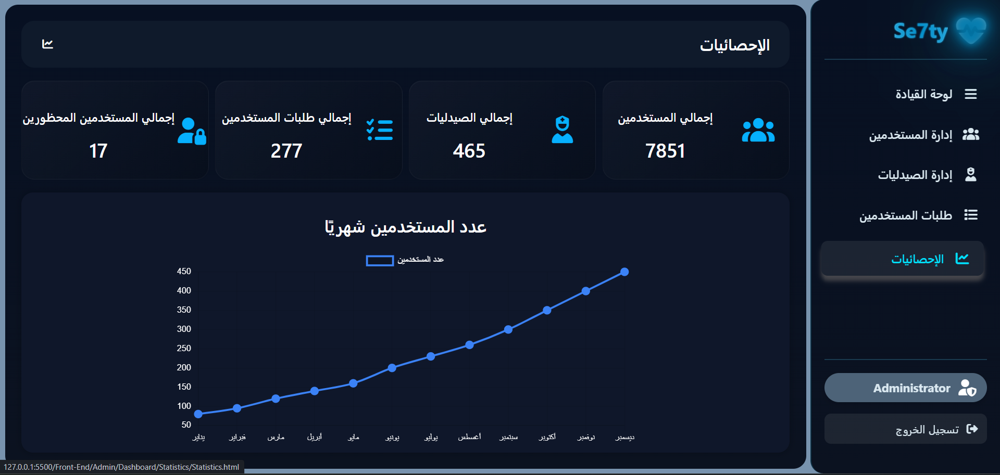 Se7ty
لوحة القيادة
إدارة المستخدمين
إدارة الصيدليات
طلبات المستخدمين
الإحصائيات
Administrator
تسجيل الخروج
الإحصائيات
إجمالي المستخدمين
7851
إجمالي الصيدليات
465
إجمالي طلبات المستخدمين
277
إجمالي المستخدمين المحظورين
17
عدد المستخدمين شهريًا
عدد المستخدمين
450
400
350
300
250
200
150
100
50
يناير فبراير مارس أبريل مايو يونيو يوليو أغسطس سبتمبر أكتوبر نوفمبر ديسمبر
127.0.0.1:5500/Front-End/Admin/Dashboard/Statistics/Statistics.html